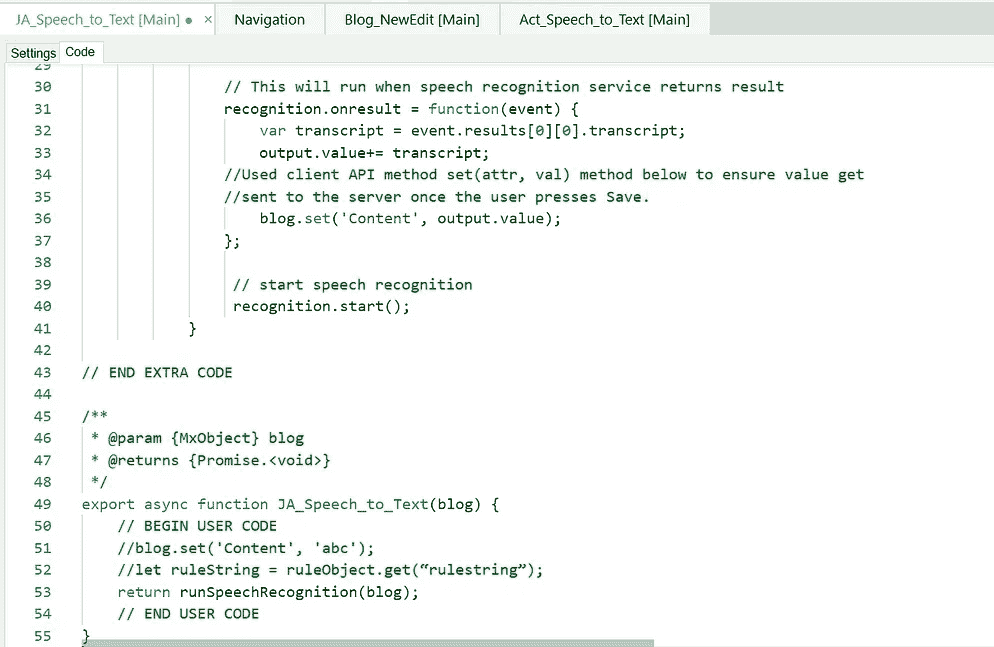 JA_Speech_to_Text [Main] ● × Navigation Blog_NewEdit [Main] Act_Speech_to_Text [Main]
Settings Code
29
30 // This will run when speech recognition service returns result
31 recognition.onresult = function(event) {
32 var transcript = event.results[0][0].transcript;
33 output.value+= transcript;
34 //Used client API method set(attr, val) method below to ensure value get
35 //sent to the server once the user presses Save.
36 blog.set('Content', output.value);
37 };
38
39 // start speech recognition
40 recognition.start();
41 }
42
43 // END EXTRA CODE
44
45 /**
46 * @param {MxObject} blog
47 * @returns {Promise.<void>}
48 */
49 export async function JA_Speech_to_Text(blog) {
50 // BEGIN USER CODE
51 //blog.set('Content', 'abc');
52 //let ruleString = ruleObject.get(“rulestring”);
53 return runSpeechRecognition(blog);
54 // END USER CODE
55 }